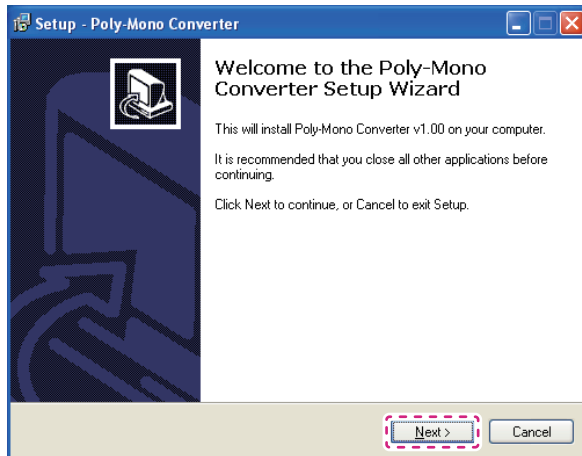 Setup - Poly-Mono Converter
Welcome to the Poly-Mono
Converter Setup Wizard
This will install Poly-Mono Converter v1.00 on your computer.
It is recommended that you close all other applications before
continuing.
Click Next to continue, or Cancel to exit Setup.
Next >
Cancel